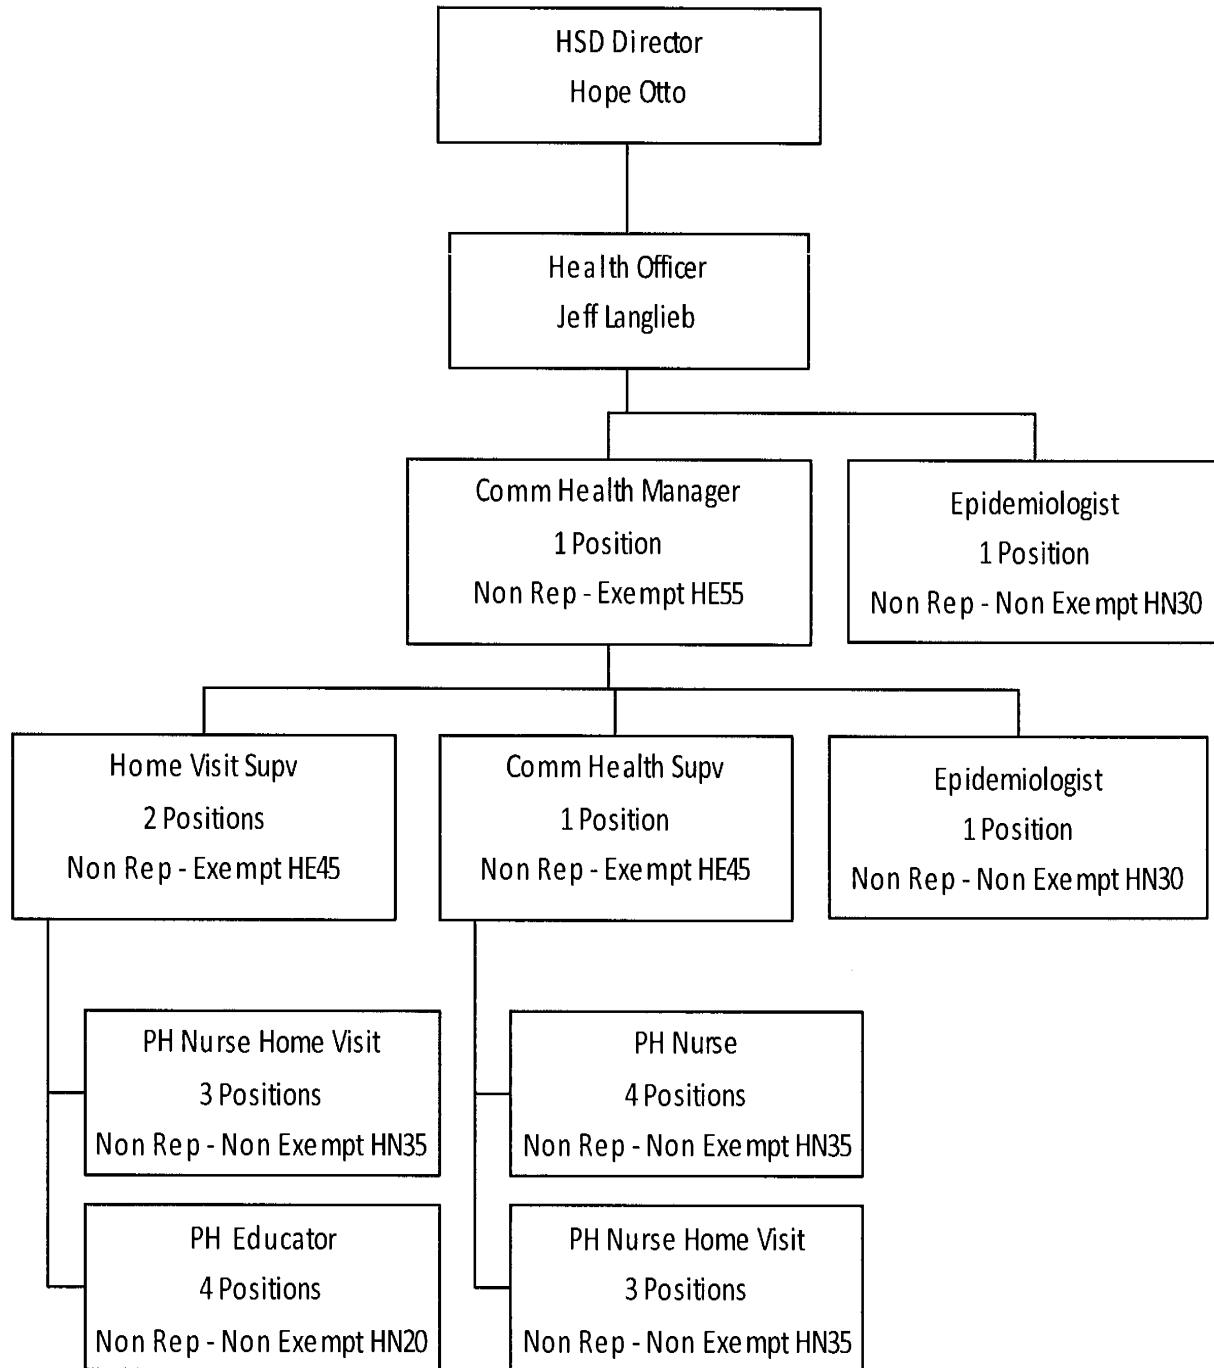 HSD Director
Hope Otto
Health Officer
Jeff Langlieb
Comm Health Manager
1 Position
Non Rep - Exempt HE55
Epidemiologist
1 Position
Non Rep - Non Exempt HN30
Home Visit Supv
2 Positions
Non Rep - Exempt HE45
Comm Health Supv
1 Position
Non Rep - Exempt HE45
Epidemiologist
1 Position
Non Rep - Non Exempt HN30
PH Nurse Home Visit
3 Positions
Non Rep - Non Exempt HN35
PH Nurse
4 Positions
Non Rep - Non Exempt HN35
PH Educator
4 Positions
Non Rep - Non Exempt HN20
PH Nurse Home Visit
3 Positions
Non Rep - Non Exempt HN35